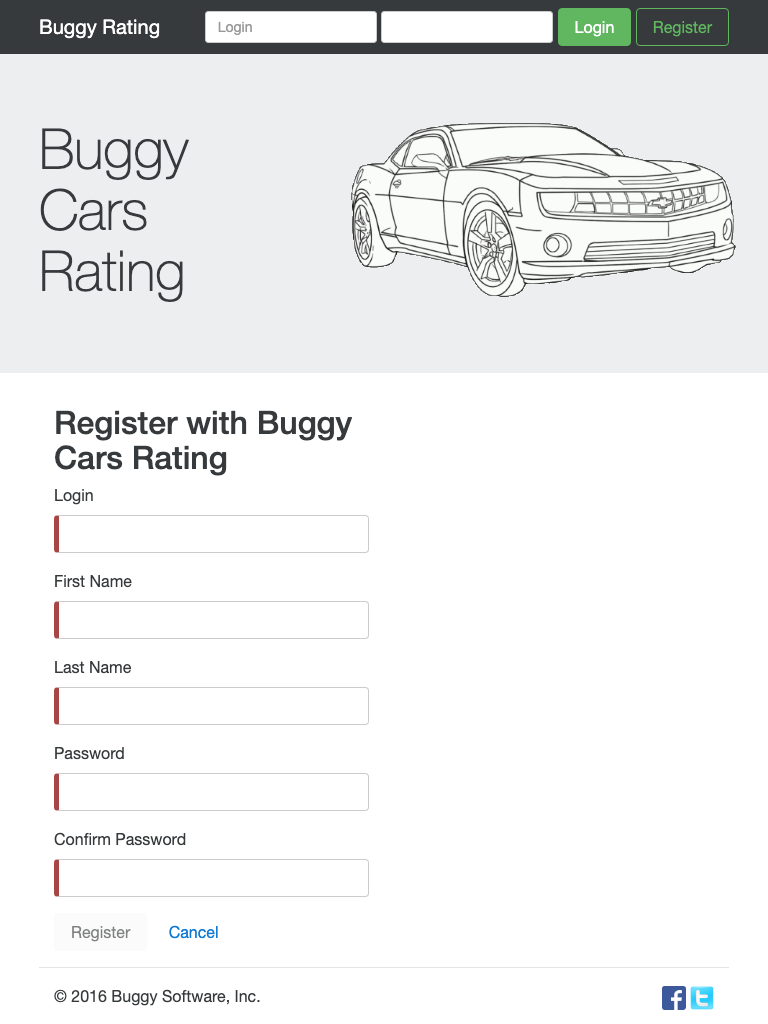 Buggy Rating Login Login Register
Buggy
Cars
Rating
Register with Buggy
Cars Rating
Login
First Name
Last Name
Password
Confirm Password
Register Cancel
© 2016 Buggy Software, Inc.